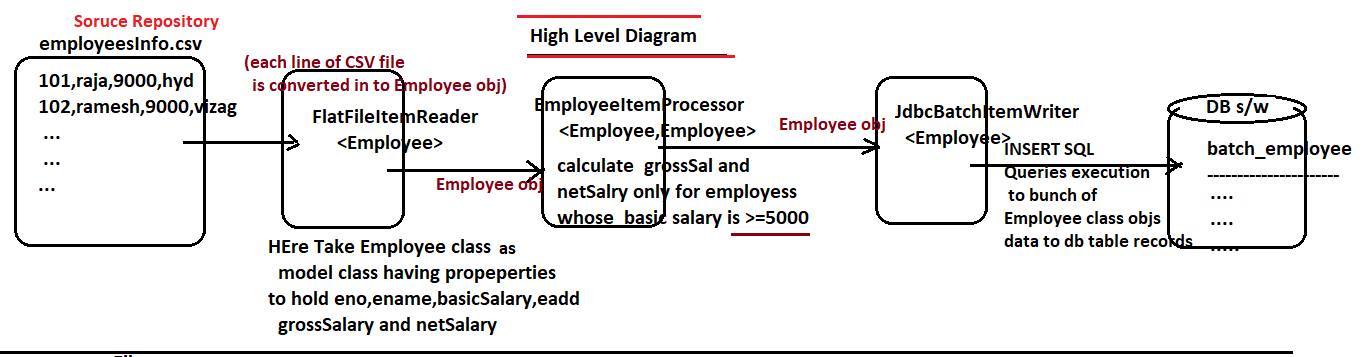 Soruce Repository
employeesInfo.csv
101,raja,9000,hyd
102,ramesh,9000,vizag
...
...
...
High Level Diagram
(each line of CSV file
is converted in to Employee obj)
FlatFileItemReader
<Employee>
Employee obj
HEre Take Employee class as
model class having propeperties
to hold eno,ename,basicSalary,eadd
grossSalary and netSalary
EmployeeItemProcessor
<Employee,Employee>
calculate grossSal and
netSalry only for employess
whose basic salary is >=5000
Employee obj
JdbcBatchItemWriter
<Employee>
INSERT SQL
Queries execution
to bunch of
Employee class objs
data to db table records
DB s/w
batch_employee
----------------------
....
....
.....